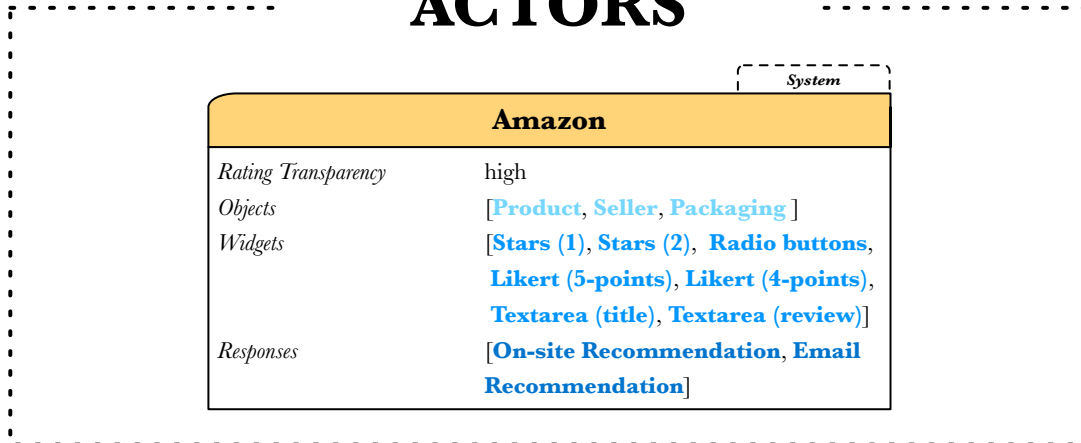 ACTORS
System
Amazon
Rating Transparency high
Objects [Product, Seller, Packaging ]
Widgets [Stars (1), Stars (2), Radio buttons,
Likert (5-points), Likert (4-points),
Textarea (title), Textarea (review)]
Responses [On-site Recommendation, Email
Recommendation]